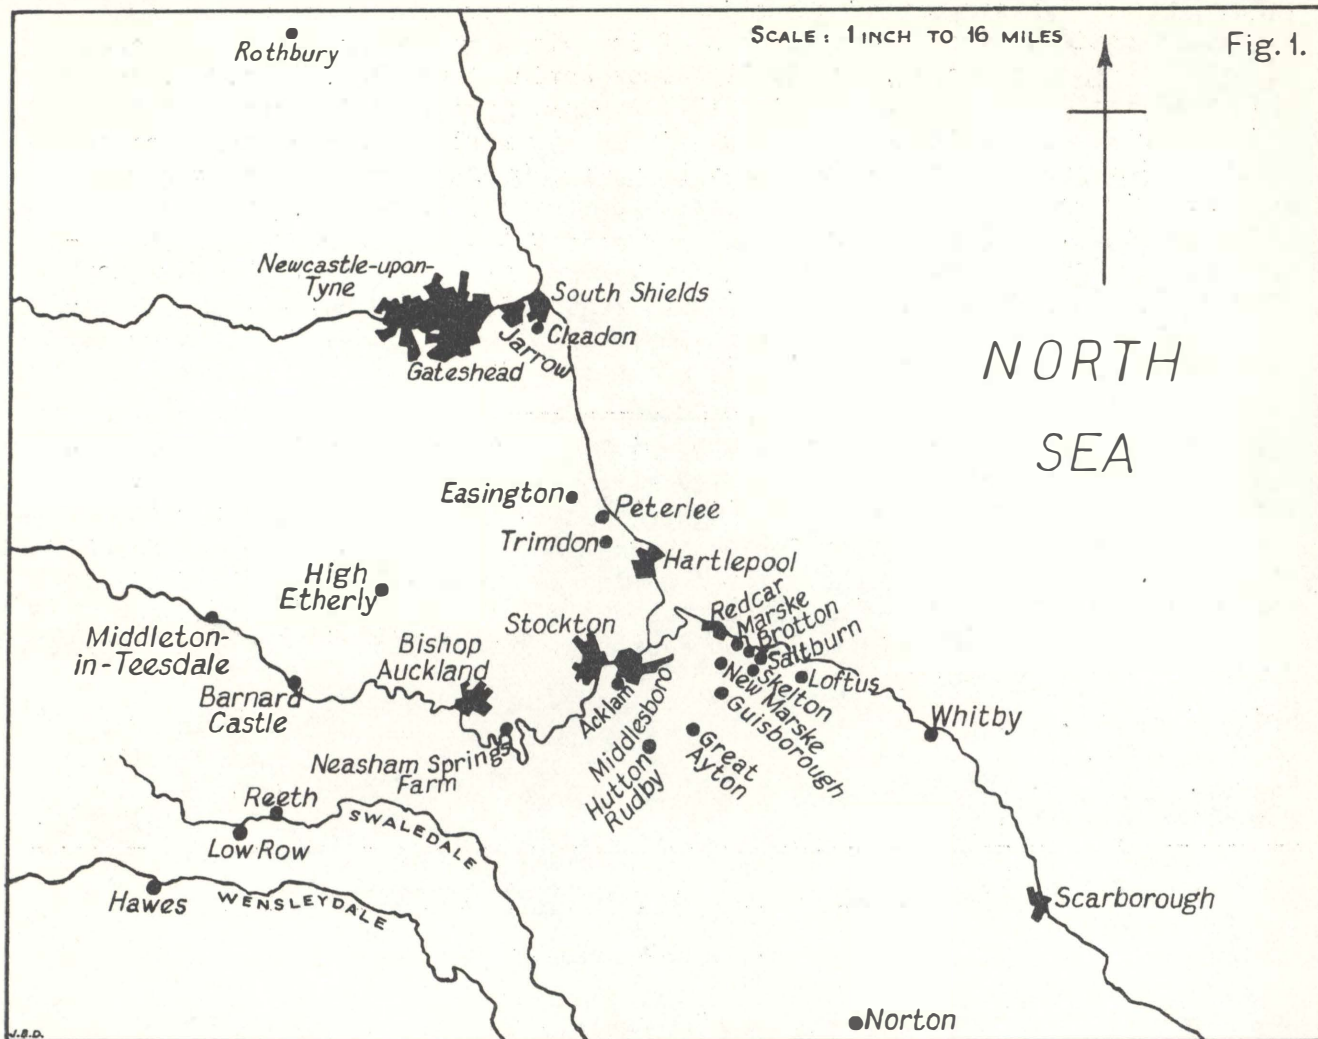 Rothbury
SCALE: 1 INCH TO 16 MILES
Fig. 1.
Newcastle-upon-
Tyne
South Shields
Cleadon
Jarrow
Gateshead
NORTH
SEA
Easington
Peterlee
Trimdon
Hartlepool
High
Etherly
Redcar
Marske
Brotton
Saltburn
Stockton
Middleton-
in-Teesdale
Bishop
Auckland
Barnard
Castle
Acklam
Middlesboro
New Marske
Skelton
Loftus
Guisborough
Whitby
Neasham Springs
Farm
Hutton
Rudby
Great
Ayton
Reeth
SWALEDALE
Low Row
Hawes
WENSLEYDALE
Scarborough
Norton
J.B.D.